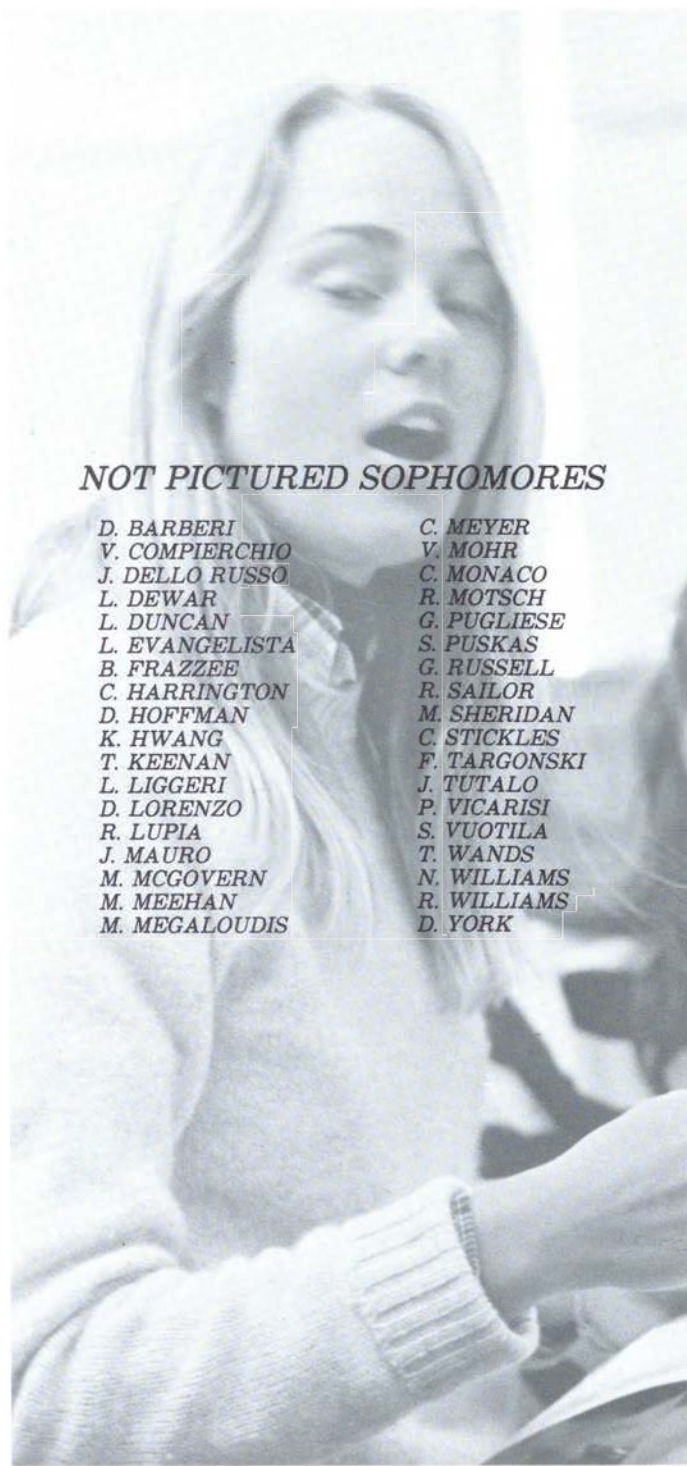 NOT PICTURED SOPHOMORES
D. BARBERI
V. COMPIERCHIO
J. DELLO RUSSO
L. DEWAR
L. DUNCAN
L. EVANGELISTA
B. FRAZZEE
C. HARRINGTON
D. HOFFMAN
K. HWANG
T. KEENAN
L. LIGGERI
D. LORENZO
R. LUPIA
J. MAURO
M. MCGOVERN
M. MEEHAN
M. MEGALOUDIS
C. MEYER
V. MOHR
C. MONACO
R. MOTSCH
G. PUGLIESE
S. PUSKAS
G. RUSSELL
R. SAILOR
M. SHERIDAN
C. STICKLES
F. TARGONSKI
J. TUTALO
P. VICARISI
S. VUOTILA
T. WANDS
N. WILLIAMS
R. WILLIAMS
D. YORK